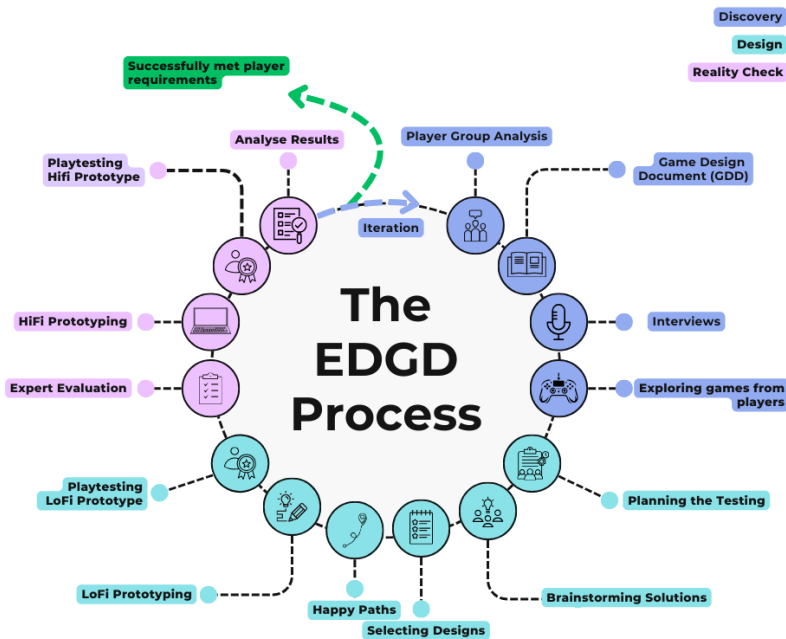 Discovery
Design
Reality Check
Successfully met player
requirements
Analyse Results
Player Group Analysis
Playtesting
Hifi Prototype
Game Design
Document (GDD)
Iteration
The
EDGD
Process
HiFi Prototyping
Interviews
Expert Evaluation
Exploring games from
players
Playtesting
LoFi Prototype
Planning the Testing
LoFi Prototyping
Happy Paths
Selecting Designs
Brainstorming Solutions